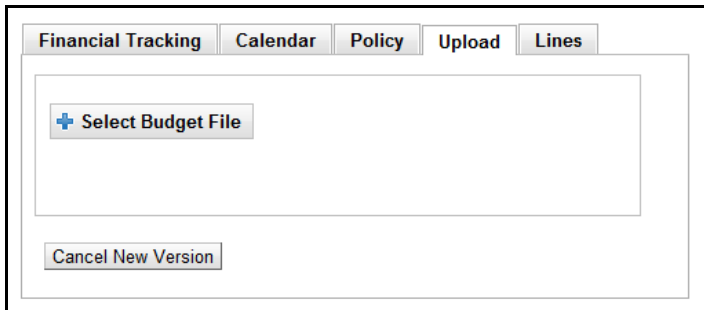 Financial Tracking Calendar Policy Upload Lines
Select Budget File
Cancel New Version